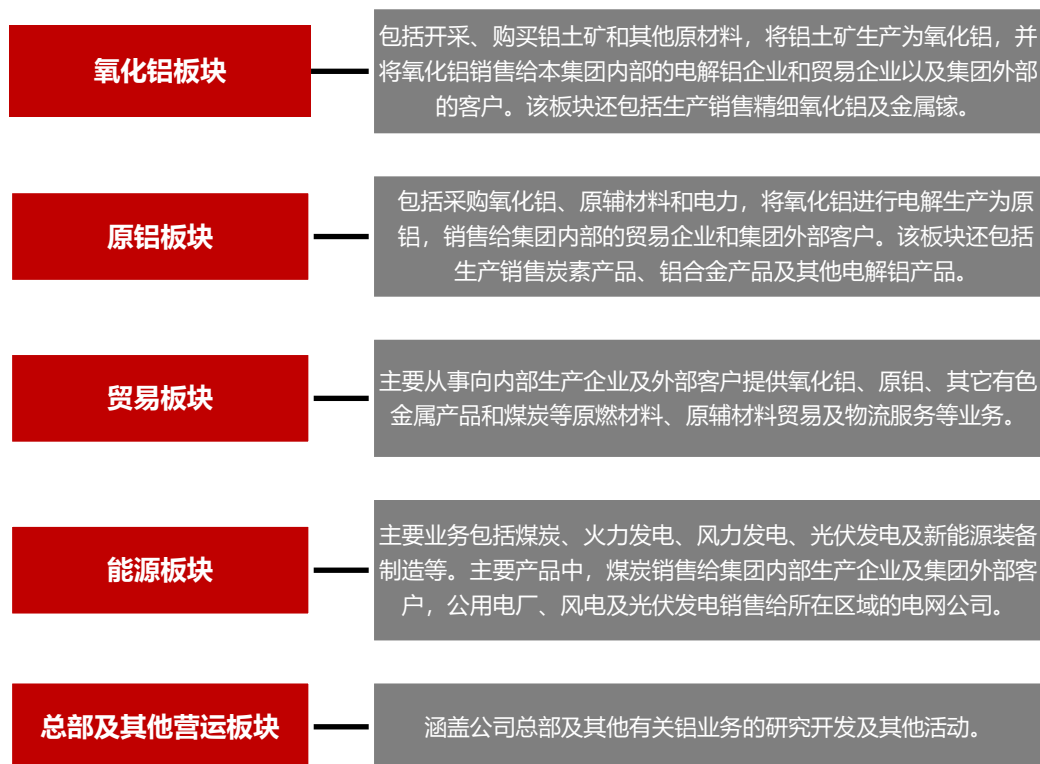 氧化铝板块
包括开采、购买铝土矿和其他原材料，将铝土矿生产为氧化铝，并
将氧化铝销售给本集团内部的电解铝企业和贸易企业以及集团外部
的客户。该板块还包括生产销售精细氧化铝及金属镓。
原铝板块
包括采购氧化铝、原辅材料和电力，将氧化铝进行电解生产为原
铝，销售给集团内部的贸易企业和集团外部客户。该板块还包括
生产销售炭素产品、铝合金产品及其他电解铝产品。
贸易板块
主要从事向内部生产企业及外部客户提供氧化铝、原铝、其它有色
金属产品和煤炭等原燃材料、原辅材料贸易及物流服务等业务。
能源板块
主要业务包括煤炭、火力发电、风力发电、光伏发电及新能源装备
制造等。主要产品中，煤炭销售给集团内部生产企业及集团外部客
户，公用电厂、风电及光伏发电销售给所在区域的电网公司。
总部及其他营运板块
涵盖公司总部及其他有关铝业务的研究开发及其他活动。